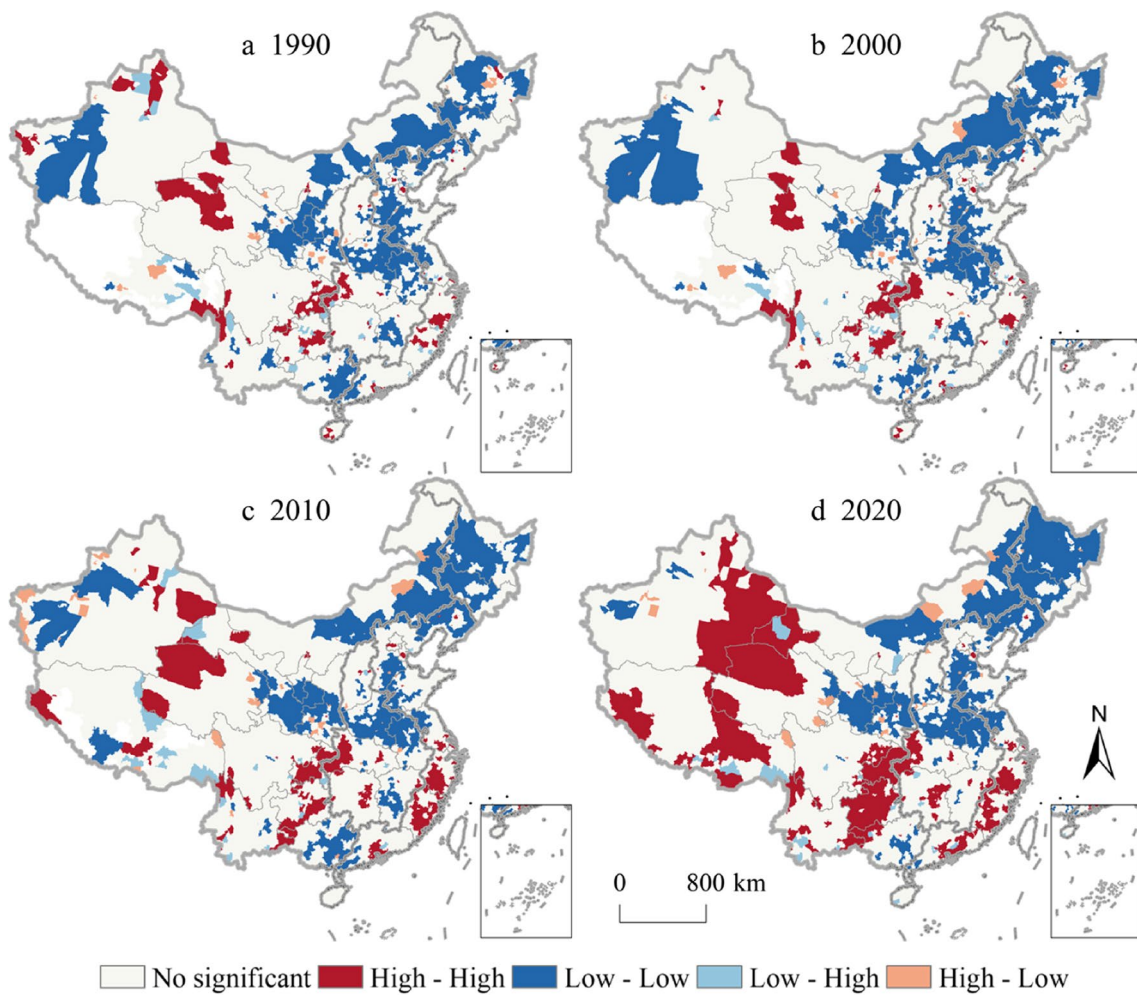 a 1990
b 2000
c 2010
d 2020
N
0 800 km
No significant High - High Low - Low Low - High High - Low